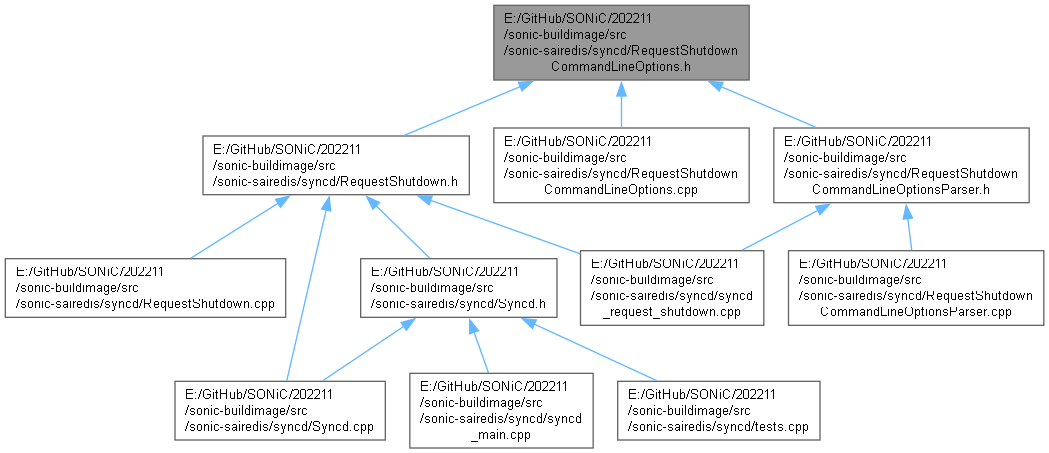 E:/GitHub/SONiC/202211
/sonic-buildimage/src
/sonic-sairedis/syncd/RequestShutdown
CommandLineOptions.h
E:/GitHub/SONiC/202211
/sonic-buildimage/src
/sonic-sairedis/syncd/RequestShutdown.h
E:/GitHub/SONiC/202211
/sonic-buildimage/src
/sonic-sairedis/syncd/RequestShutdown
CommandLineOptions.cpp
E:/GitHub/SONiC/202211
/sonic-buildimage/src
/sonic-sairedis/syncd/RequestShutdown
CommandLineOptionsParser.h
E:/GitHub/SONiC/202211
/sonic-buildimage/src
/sonic-sairedis/syncd/RequestShutdown.cpp
E:/GitHub/SONiC/202211
/sonic-buildimage/src
/sonic-sairedis/syncd/Syncd.h
E:/GitHub/SONiC/202211
/sonic-buildimage/src
/sonic-sairedis/syncd/syncd
_request_shutdown.cpp
E:/GitHub/SONiC/202211
/sonic-buildimage/src
/sonic-sairedis/syncd/RequestShutdown
CommandLineOptionsParser.cpp
E:/GitHub/SONiC/202211
/sonic-buildimage/src
/sonic-sairedis/syncd/Syncd.cpp
E:/GitHub/SONiC/202211
/sonic-buildimage/src
/sonic-sairedis/syncd/syncd
_main.cpp
E:/GitHub/SONiC/202211
/sonic-buildimage/src
/sonic-sairedis/syncd/tests.cpp